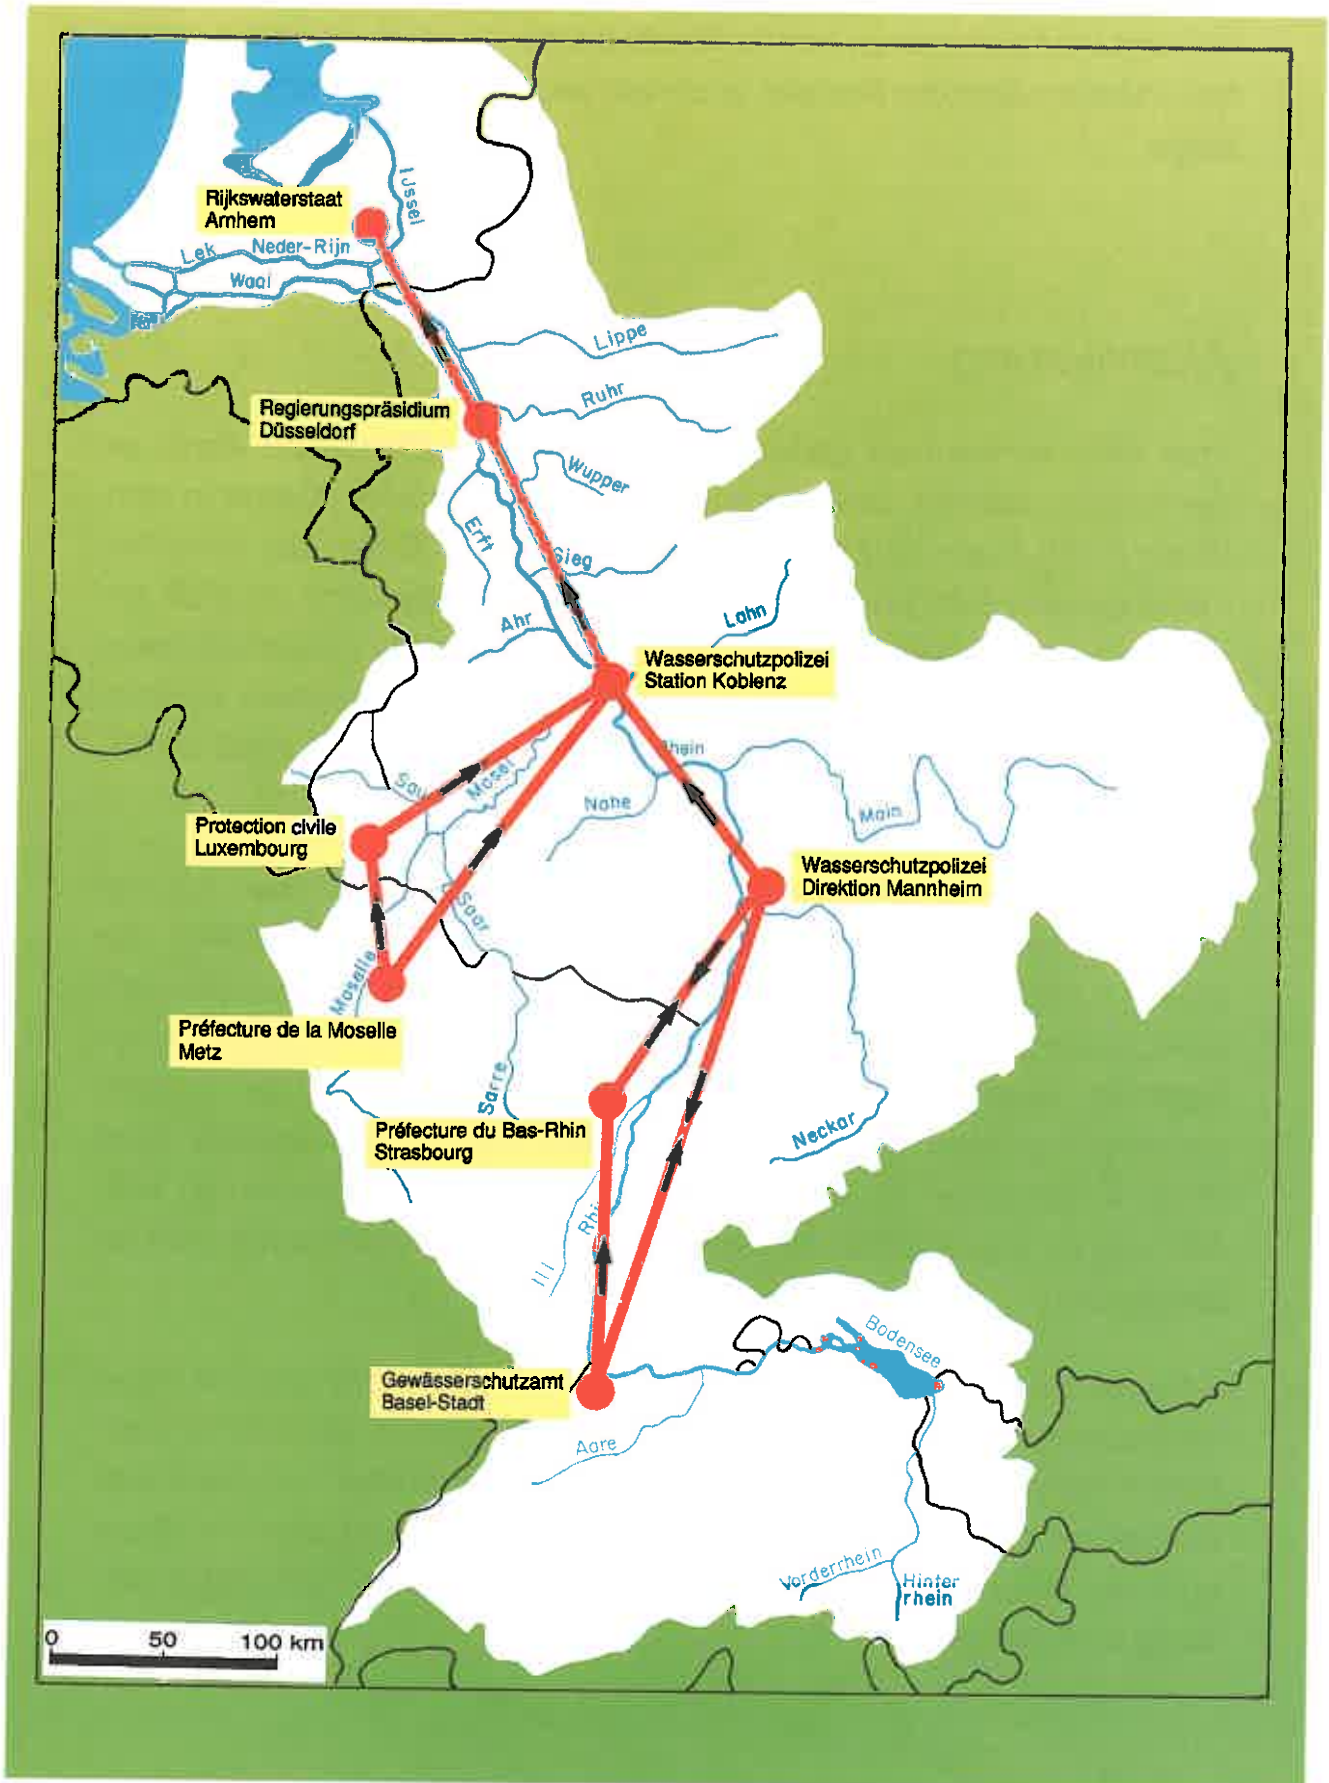 IJssel
Rijkswaterstaat
Arnhem
Lek
Neder-Rijn
Waal
Lippe
Ruhr
Regierungspräsidium
Düsseldorf
Wupper
Erft
Sieg
Lahn
Ahr
Wasserschutzpolizei
Station Koblenz
Rhein
Mosel
Nahe
Main
Protection civile
Luxembourg
Wasserschutzpolizei
Direktion Mannheim
Saar
Moselle
Préfecture de la Moselle
Metz
Sarre
Préfecture du Bas-Rhin
Strasbourg
Neckar
Ill
Bodensee
Gewässerschutzamt
Basel-Stadt
Aare
Vorderrhein
Hinter
rhein
0 50 100 km